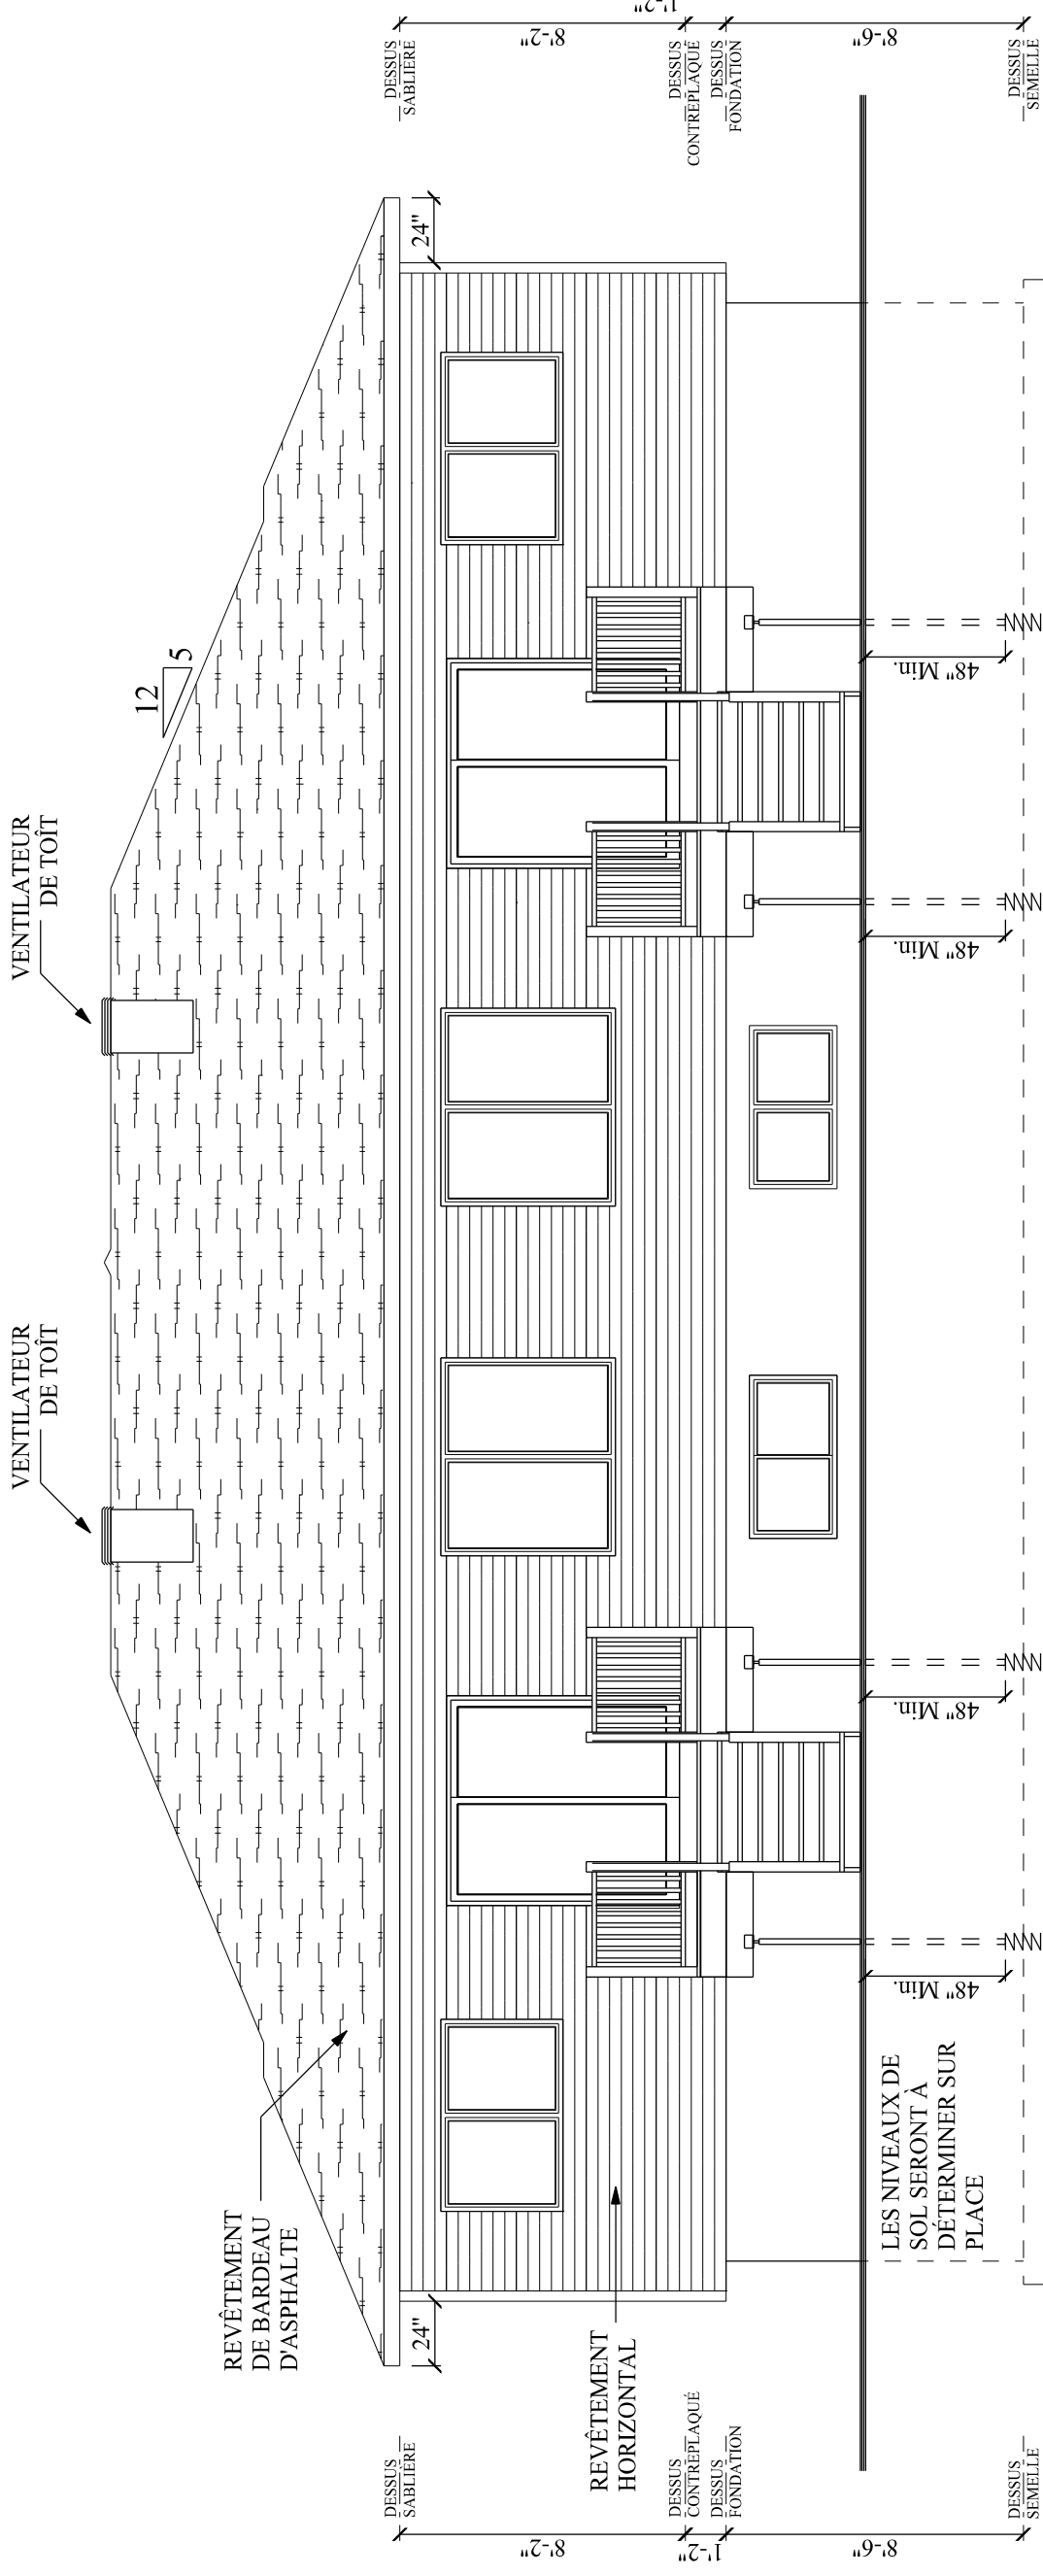 VENTILATEUR
DE TOÎT
VENTILATEUR
DE TOÎT
12
5
REVÊTEMENT
DE BARDEAU
D'ASPHALTE
24"
24"
DESSUS
SABLIÈRE
DESSUS
SABLIÈRE
8'-2"
8'-2"
REVÊTEMENT
HORIZONTAL
DESSUS
CONTREPLAQUÉ
DESSUS
CONTREPLAQUÉ
1'-2"
1'-2"
DESSUS
FONDATION
DESSUS
FONDATION
8'-6"
8'-6"
LES NIVEAUX DE
SOL SERONT À
DÉTERMINER SUR
PLACE
48" Min.
48" Min.
48" Min.
48" Min.
DESSUS
SEMELLE
DESSUS
SEMELLE